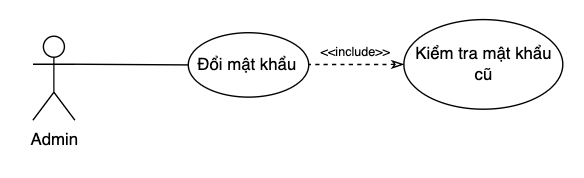 <<include>>
Đổi mật khẩu
Kiểm tra mật khẩu
cũ
Admin